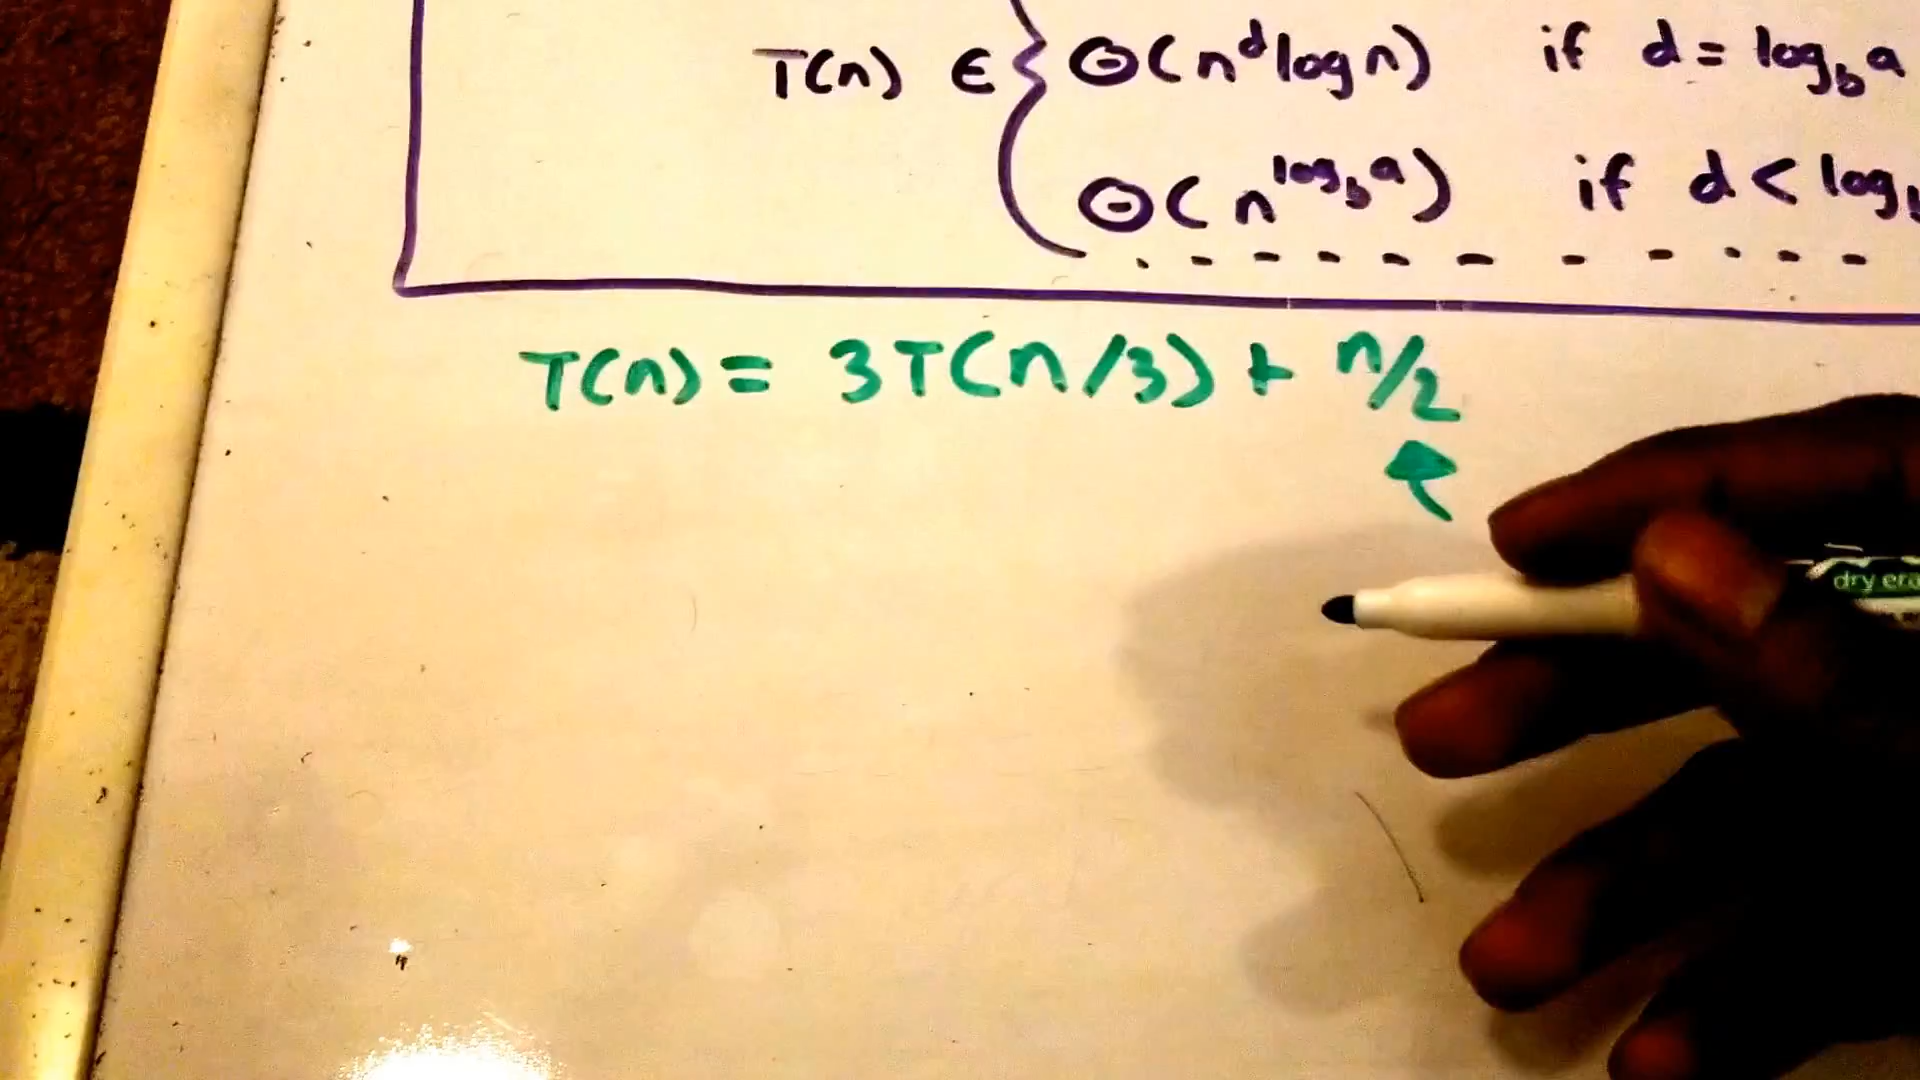 T(n) ∈ { Θ(n^d log n) if d = log_b a
Θ(n^{log_b a}) if d < log
T(n) = 3T(n/3) + n/2
dry era